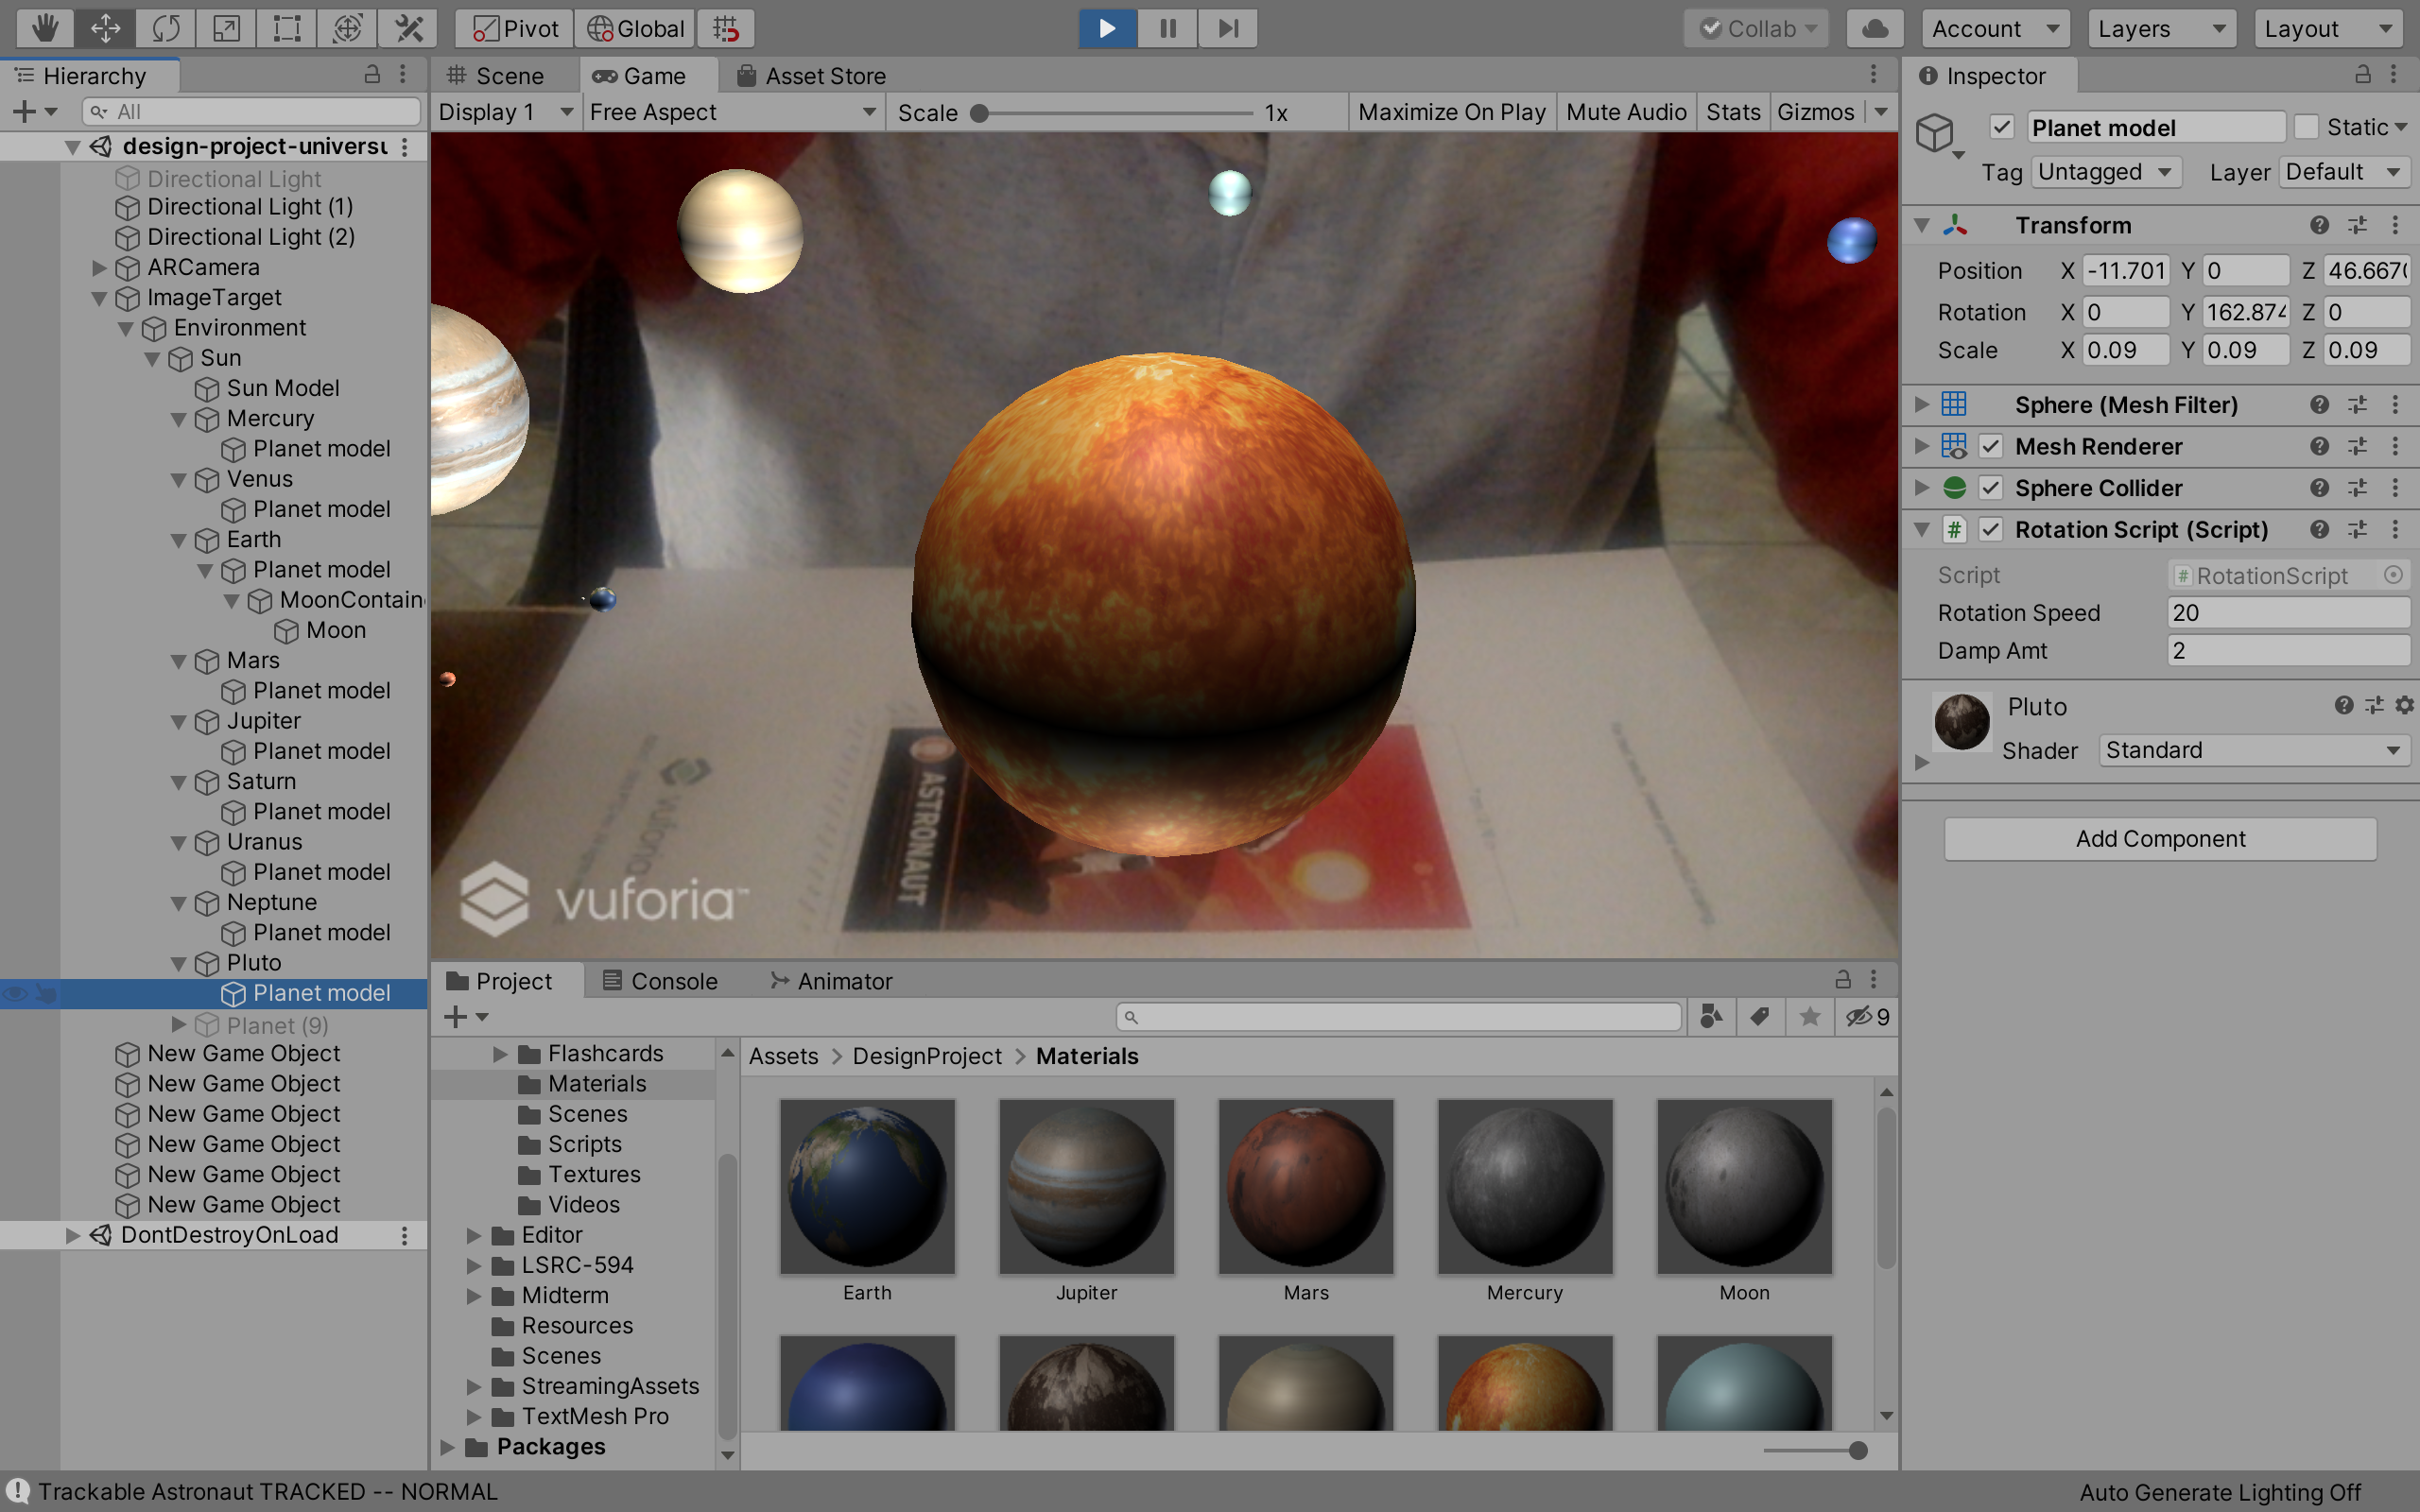 Pivot
Global
Collab
Account
Layers
Layout
Hierarchy
All
design-project-universu
Directional Light
Directional Light (1)
Directional Light (2)
ARCamera
ImageTarget
Environment
Sun
Sun Model
Mercury
Planet model
Venus
Planet model
Earth
Planet model
MoonContain
Moon
Mars
Planet model
Jupiter
Planet model
Saturn
Planet model
Uranus
Planet model
Neptune
Planet model
Pluto
Planet model
Planet (9)
New Game Object
New Game Object
New Game Object
New Game Object
New Game Object
New Game Object
DontDestroyOnLoad
Scene
Game
Asset Store
Display 1
Free Aspect
Scale
1x
Maximize On Play
Mute Audio
Stats
Gizmos
vuforia
ASTRONAUT
vuforia™
Project
Console
Animator
9
Flashcards
Materials
Scenes
Scripts
Textures
Videos
Editor
LSRC-594
Midterm
Resources
Scenes
StreamingAssets
TextMesh Pro
Packages
Assets > DesignProject > Materials
Earth
Jupiter
Mars
Mercury
Moon
Inspector
Planet model
Static
Tag Untagged Layer Default
Transform
Position X -11.701 Y 0 Z 46.667(
Rotation X 0 Y 162.874 Z 0
Scale X 0.09 Y 0.09 Z 0.09
Sphere (Mesh Filter)
Mesh Renderer
Sphere Collider
# Rotation Script (Script)
Script # RotationScript
Rotation Speed 20
Damp Amt 2
Pluto
Shader Standard
Add Component
Trackable Astronaut TRACKED -- NORMAL
Auto Generate Lighting Off